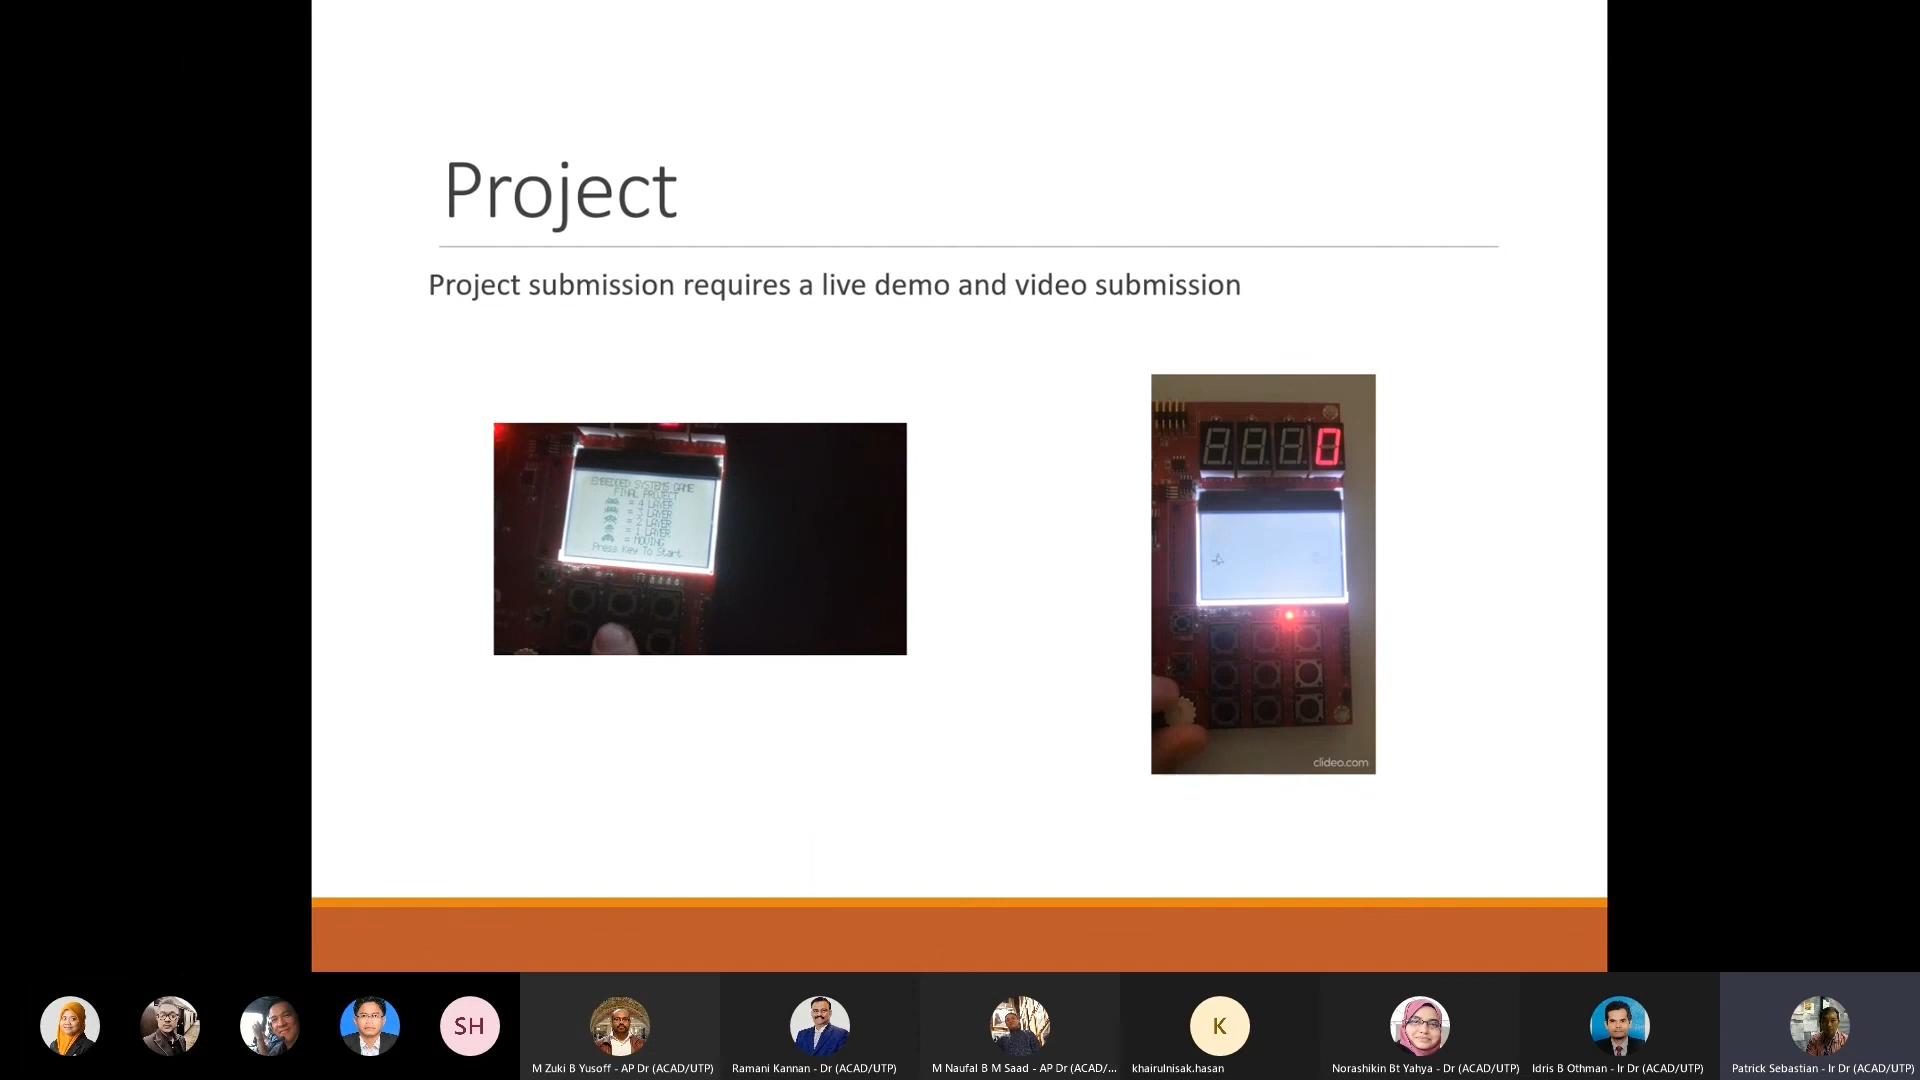 Project
Project submission requires a live demo and video submission
EMBEDDED SYSTEMS GAME
FINAL PROJECT
= 4 LAYER
= 3 LAYER
= 2 LAYER
= 1 LAYER
= MOVING
Press Key To Start
0
clideo.com
SH
K
M Zuki B Yusoff - AP Dr (ACAD/UTP)
Ramani Kannan - Dr (ACAD/UTP)
M Naufal B M Saad - AP Dr (ACAD/...
khairulnisak.hasan
Norashikin Bt Yahya - Dr (ACAD/UTP)
Idris B Othman - Ir Dr (ACAD/UTP)
Patrick Sebastian - Ir Dr (ACAD/UTP)